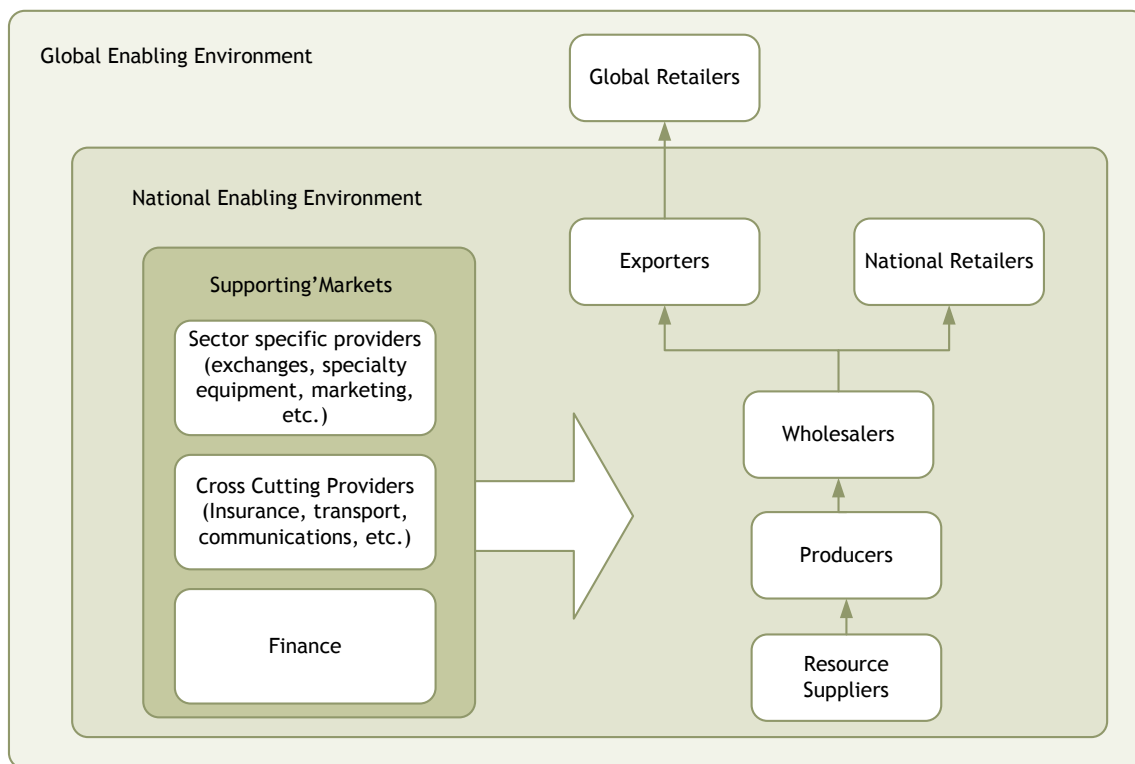 Global Enabling Environment
Global Retailers
National Enabling Environment
Exporters
National Retailers
Supporting’Markets
Sector specific providers
(exchanges, specialty
equipment, marketing,
etc.)
Cross Cutting Providers
(Insurance, transport,
communications, etc.)
Finance
Wholesalers
Producers
Resource
Suppliers